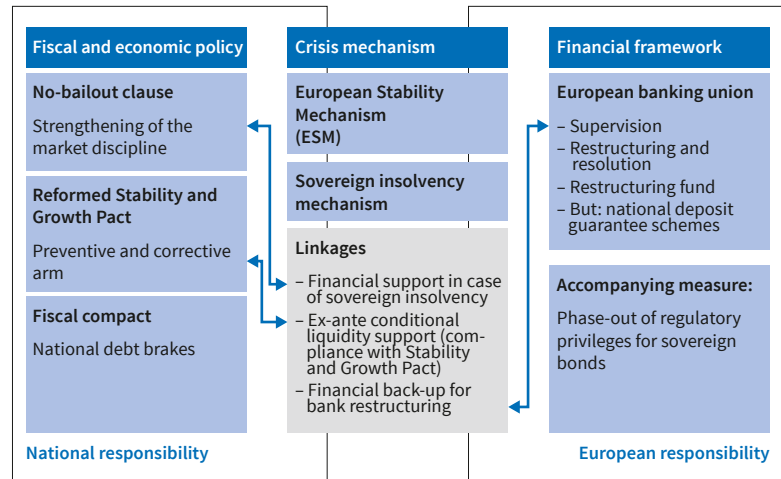 Fiscal and economic policy
No-bailout clause
Strengthening of the
market discipline
Reformed Stability and
Growth Pact
Preventive and corrective
arm
Fiscal compact
National debt brakes
National responsibility
Crisis mechanism
European Stability
Mechanism
(ESM)
Sovereign insolvency
mechanism
Linkages
– Financial support in case
of sovereign insolvency
– Ex-ante conditional
liquidity support (com-
pliance with Stability
and Growth Pact)
– Financial back-up for
bank restructuring
Financial framework
European banking union
– Supervision
– Restructuring and
resolution
– Restructuring fund
– But: national deposit
guarantee schemes
Accompanying measure:
Phase-out of regulatory
privileges for sovereign
bonds
European responsibility